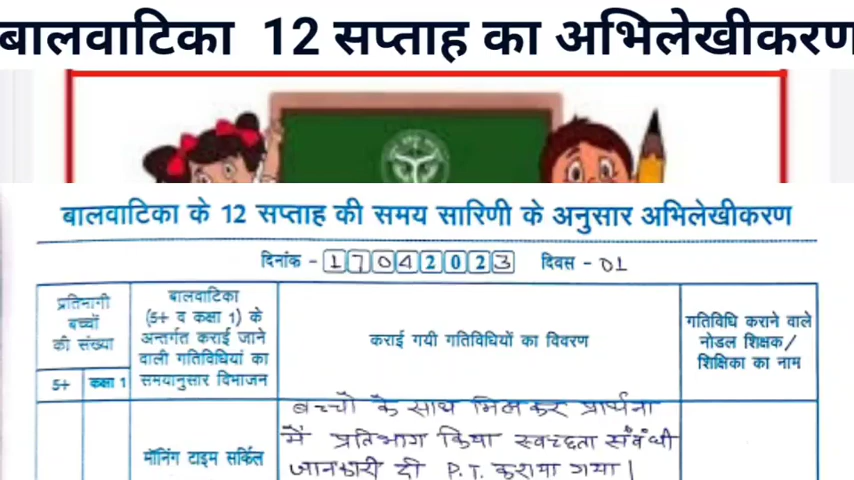 बालवाटिका 12 सप्ताह का अभिलेखीकरण
बालवाटिका के 12 सप्ताह की समय सारिणी के अनुसार अभिलेखीकरण
दिनांक - 17042023 दिवस - 01
प्रतिभागी
बच्चों
की संख्या
5+ कक्षा 1
बालवाटिका
(5+ व कक्षा 1) के
अन्तर्गत कराई जाने
वाली गतिविधियां का
समयानुसार विभाजन
कराई गयी गतिविधियों का विवरण
गतिविधि कराने वाले
नोडल शिक्षक/
शिक्षिका का नाम
मॉनिंग टाइम सर्किल
बच्चो के साथ मिलकर प्रार्थना
में प्रतिभाग किया स्वच्छता संबंधी
जानकारी दी P.T. कराया गया।